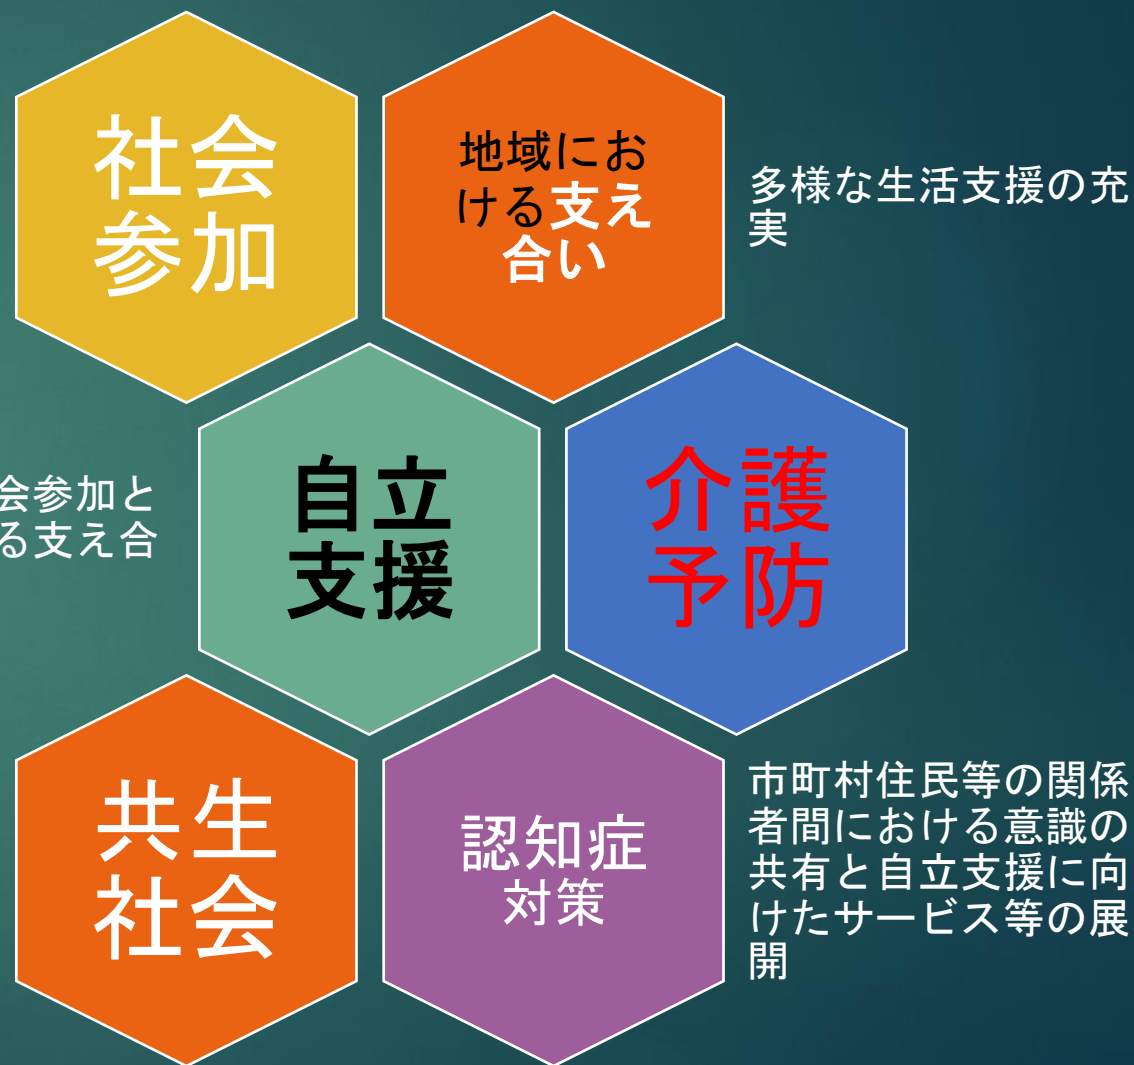 社会
参加
地域にお
ける支え
合い
多様な生活支援の充
実
会参加と
る支え合
自立
支援
介護
予防
共生
社会
認知症
対策
市町村住民等の関係
者間における意識の
共有と自立支援に向
けたサービス等の展
開